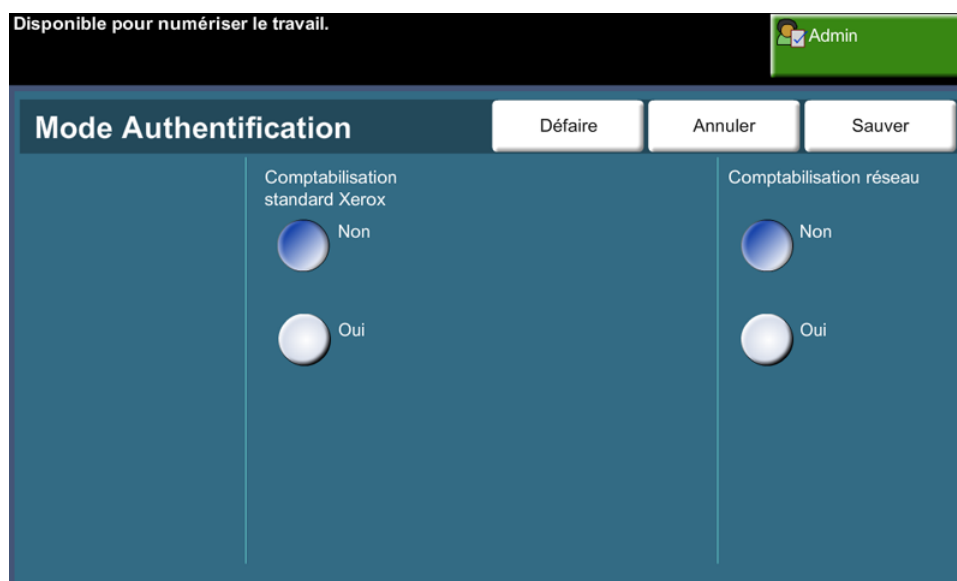 Disponible pour numériser le travail.
Admin
Mode Authentification
Défaire
Annuler
Sauver
Comptabilisation
standard Xerox
Non
Oui
Comptabilisation réseau
Non
Oui